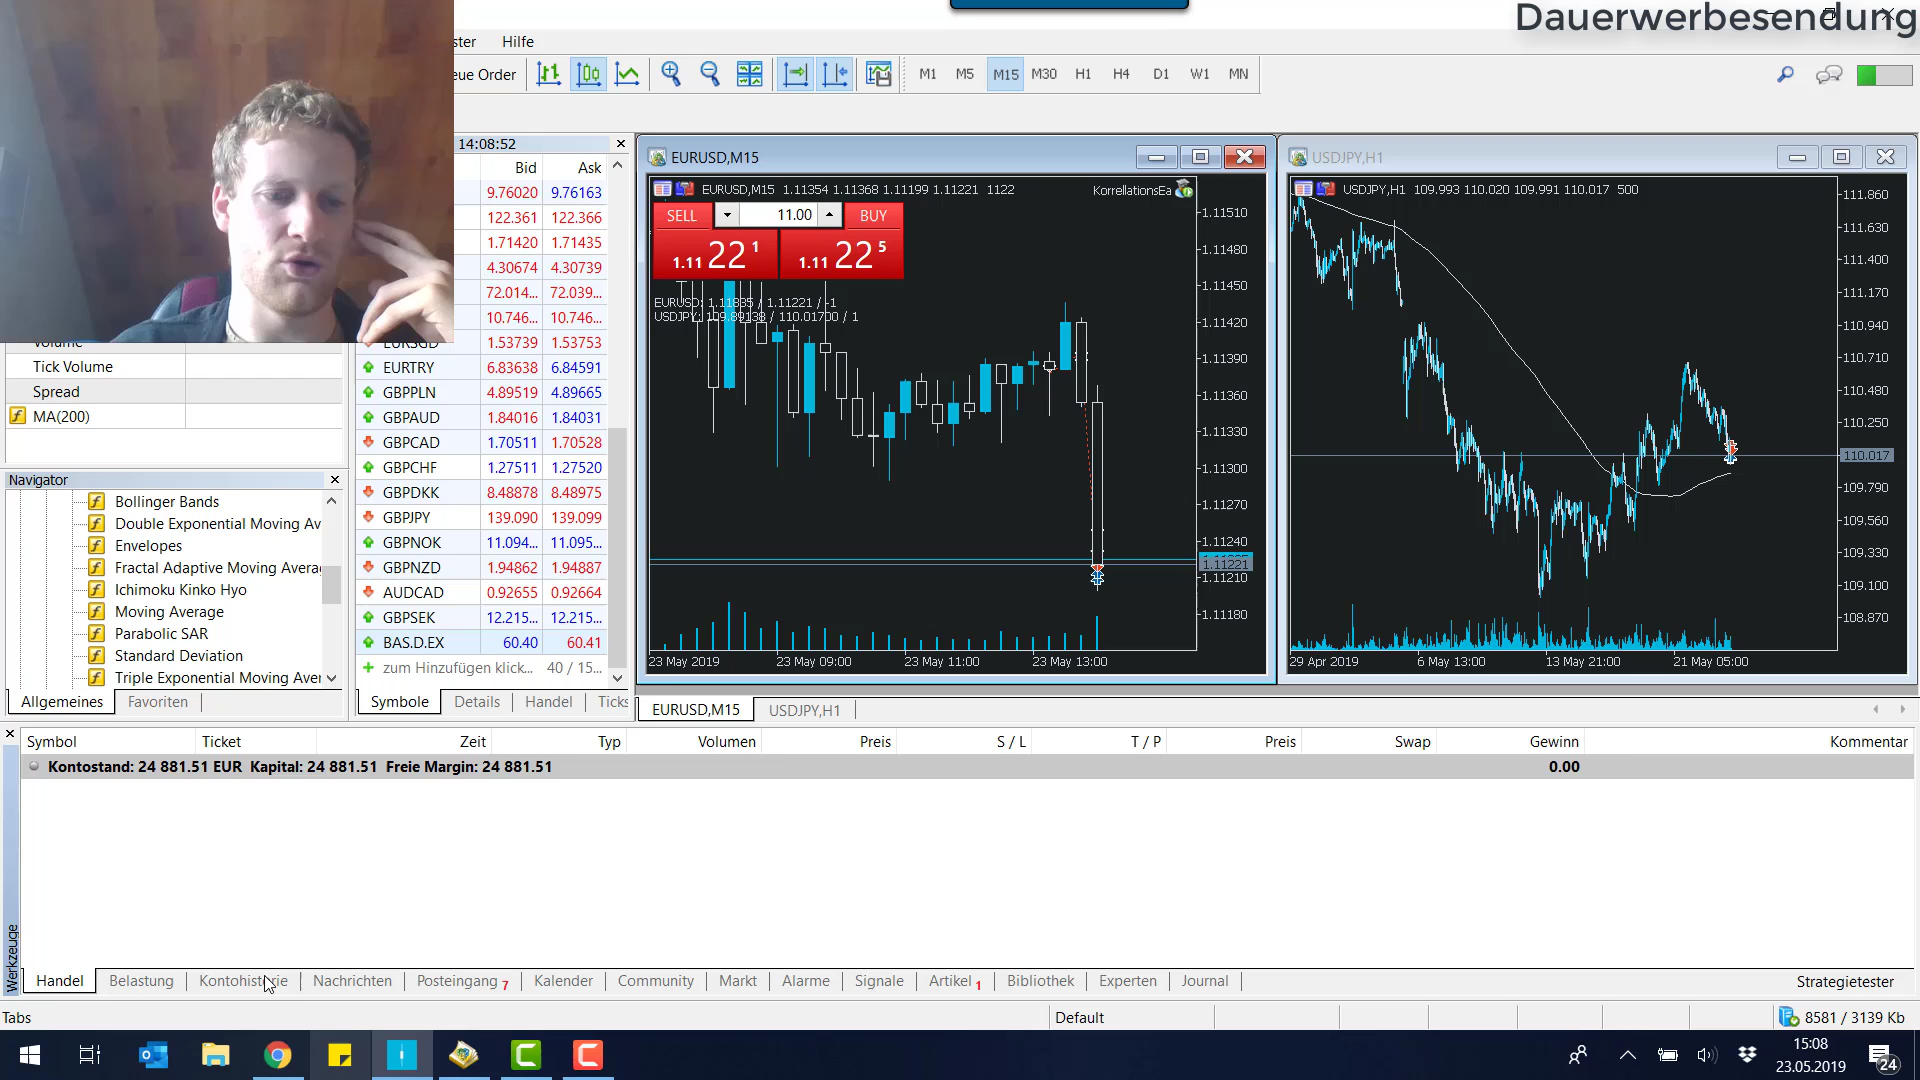 Dauerwerbesendung
ster Hilfe
eue Order M1 M5 M15 M30 H1 H4 D1 W1 MN
14:08:52
Bid Ask
9.76020 9.76163
122.361 122.366
1.71420 1.71435
4.30674 4.30739
72.014... 72.039...
10.746... 10.746...
EURSGD 1.53739 1.53753
EURTRY 6.83638 6.84591
GBPPLN 4.89519 4.89665
GBPAUD 1.84016 1.84031
GBPCAD 1.70511 1.70528
GBPCHF 1.27511 1.27520
GBPDKK 8.48878 8.48975
GBPJPY 139.090 139.099
GBPNOK 11.094... 11.095...
GBPNZD 1.94862 1.94887
AUDCAD 0.92655 0.92664
GBPSEK 12.215... 12.215...
BAS.D.EX 60.40 60.41
zum Hinzufügen klick... 40 / 15...
Symbole Details Handel Ticks
Volume
Tick Volume
Spread
MA(200)
Navigator
Bollinger Bands
Double Exponential Moving Av
Envelopes
Fractal Adaptive Moving Avera
Ichimoku Kinko Hyo
Moving Average
Parabolic SAR
Standard Deviation
Triple Exponential Moving Aver
Allgemeines Favoriten
EURUSD,M15
EURUSD,M15 1.11354 1.11368 1.11199 1.11221 1122 KorrellationsEa
SELL 11.00 BUY
1.11 22 1 1.11 22 5
EURUSD: 1.11835 / 1.11221 / -1
USDJPY: 109.89138 / 110.01700 / 1
1.11510
1.11480
1.11450
1.11420
1.11390
1.11360
1.11330
1.11300
1.11270
1.11240
1.11221
1.11210
1.11180
23 May 2019 23 May 09:00 23 May 11:00 23 May 13:00
USDJPY,H1
USDJPY,H1 109.993 110.020 109.991 110.017 500
111.860
111.630
111.400
111.170
110.940
110.710
110.480
110.250
110.017
109.790
109.560
109.330
109.100
108.870
29 Apr 2019 6 May 13:00 13 May 21:00 21 May 05:00
EURUSD,M15 USDJPY,H1
Symbol Ticket Zeit Typ Volumen Preis S / L T / P Preis Swap Gewinn Kommentar
Kontostand: 24 881.51 EUR Kapital: 24 881.51 Freie Margin: 24 881.51 0.00
Werkzeuge
Handel Belastung Kontohistorie Nachrichten Posteingang 7 Kalender Community Markt Alarme Signale Artikel 1 Bibliothek Experten Journal Strategietester
Tabs Default 8581 / 3139 Kb
15:08
23.05.2019
24